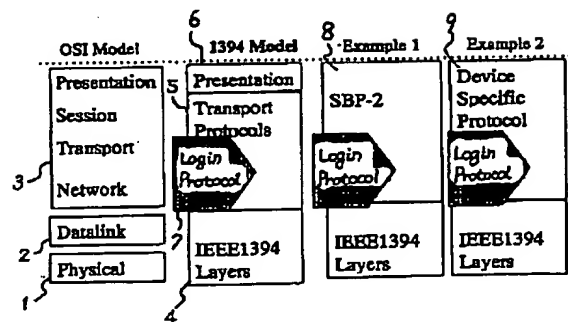 OSI Model
Presentation
Session
Transport
3
Network
Datalink
2
Physical
1
6
1394 Model
Presentation
5
Transport
Protocols
Login
Protocol
7
IEEE1394
Layers
4
8
Example 1
SBP-2
Login
Protocol
IEEE1394
Layers
9
Example 2
Device
Specific
Protocol
Login
Protocol
IEEE1394
Layers